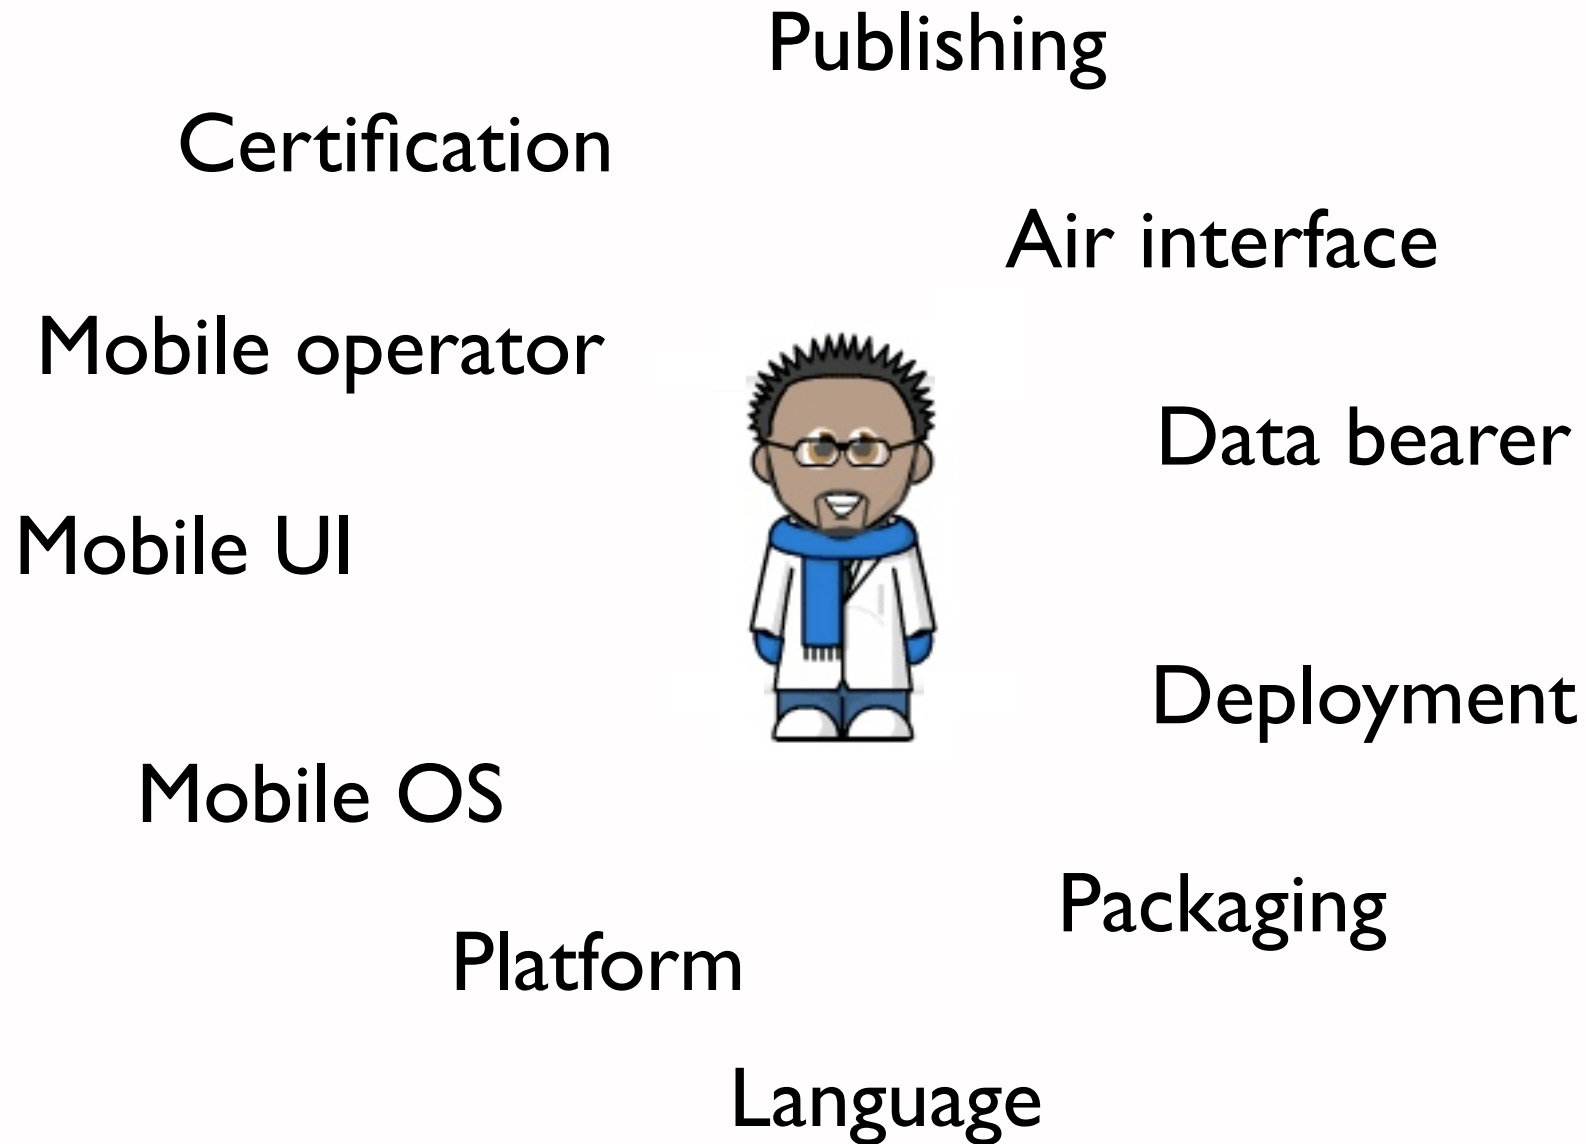 Publishing
Certification
Air interface
Mobile operator
Data bearer
Mobile UI
Deployment
Mobile OS
Packaging
Platform
Language